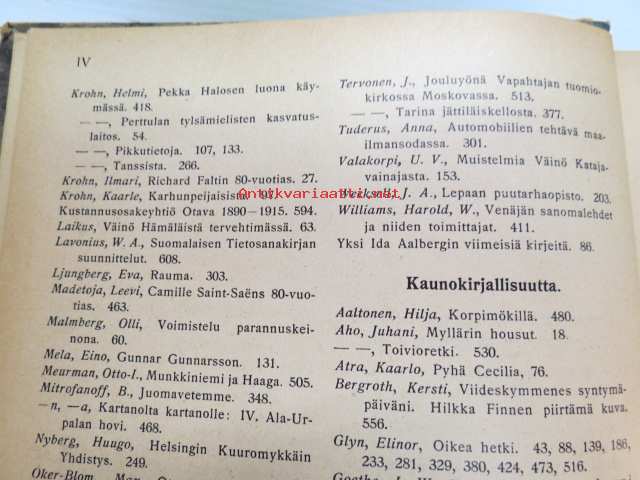 IV
Krohn, Helmi, Pekka Halosen luona käy-
mässä. 418.
— —, Perttulan tylsämielisten kasvatus-
laitos. 54.
— —, Pikkutietoja. 107, 133.
— —, Tanssista. 266.
Krohn, Ilmari, Richard Faltin 80-vuotias. 27.
Krohn, Kaarle, Karhunpeijaisista. 91.
Kustannusosakeyhtiö Otava 1890—1915. 594.
Laikus, Väinö Hämäläistä tervehtimässä. 63.
Lavonius, W. A., Suomalaisen Tietosanakirjan
suunnittelut. 608.
Ljungberg, Eva, Rauma. 303.
Madetoja, Leevi, Camille Saint-Saëns 80-vuo-
tias. 463.
Malmberg, Olli, Voimistelu parannuskei-
nona. 60.
Mela, Eino, Gunnar Gunnarsson. 131.
Meurman, Otto-I., Munkkiniemi ja Haaga. 505.
Mitrofanoff, B., Juomavetemme. 348.
—n, —a, Kartanolta kartanolle: IV. Ala-Ur-
palan hovi. 468.
Nyberg, Huugo, Helsingin Kuuromykkäin
Yhdistys. 249.
Oker-Blom, Max, Ot
Tervonen, J., Jouluyönä Vapahtajan tuomio-
kirkossa Moskovassa. 513.
— —, Tarina jättiläiskellosta. 377.
Tuderus, Anna, Automobiilien tehtävä maa-
ilmansodassa. 301.
Valakorpi, U. V., Muistelmia Väinö Kataja-
vainajasta. 153.
Wecksell, J. A., Lepaan puutarhaopisto. 203.
Williams, Harold, W., Venäjän sanomalehdet
ja niiden toimittajat. 411.
Yksi Ida Aalbergin viimeisiä kirjeitä. 86.
Kaunokirjallisuutta.
Aaltonen, Hilja, Korpimökillä. 480.
Aho, Juhani, Myllärin housut. 18.
— —, Toivioretki. 530.
Atra, Kaarlo, Pyhä Cecilia, 76.
Bergroth, Kersti, Viideskymmenes syntymä-
päiväni. Hilkka Finnen piirtämä kuva.
556.
Glyn, Elinor, Oikea hetki. 43, 88, 139, 186,
233, 281, 329, 380, 424, 473, 516.
Antikvariaatti.net